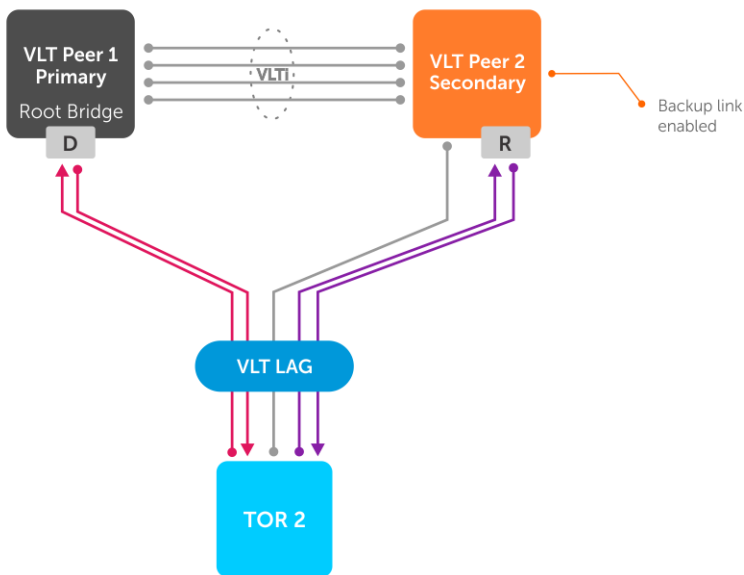 VLT Peer 1
Primary
Root Bridge
D
VLTi
VLT Peer 2
Secondary
R
Backup link
enabled
VLT LAG
TOR 2